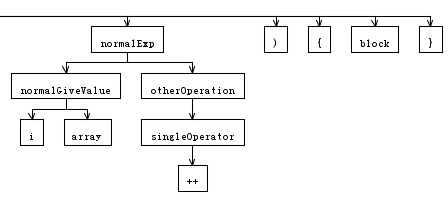 normalExp ) { block }
normalGiveValue otherOperation
i array singleOperator
++